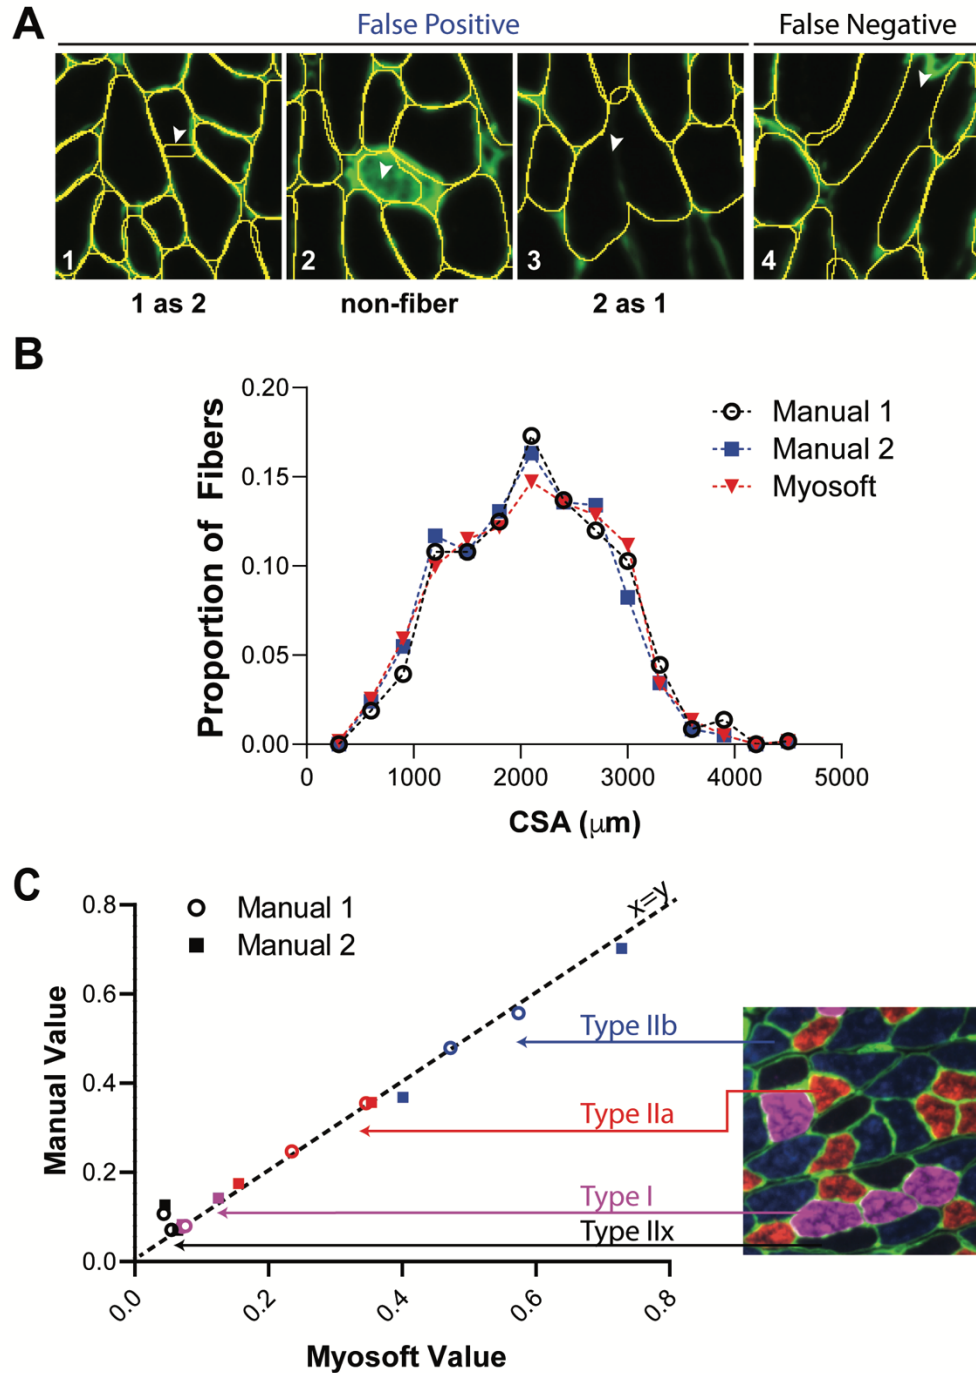 A
False Positive
False Negative
1
2
3
4
1 as 2
non-fiber
2 as 1
B
0.20
0.15
0.10
0.05
0.00
Proportion of Fibers
Manual 1
Manual 2
Myosoft
0
1000
2000
3000
4000
5000
CSA (μm)
C
0.8
0.6
0.4
0.2
0.0
Manual Value
Manual 1
Manual 2
x=y
Type IIb
Type IIa
Type I
Type IIx
0.0
0.2
0.4
0.6
0.8
Myosoft Value